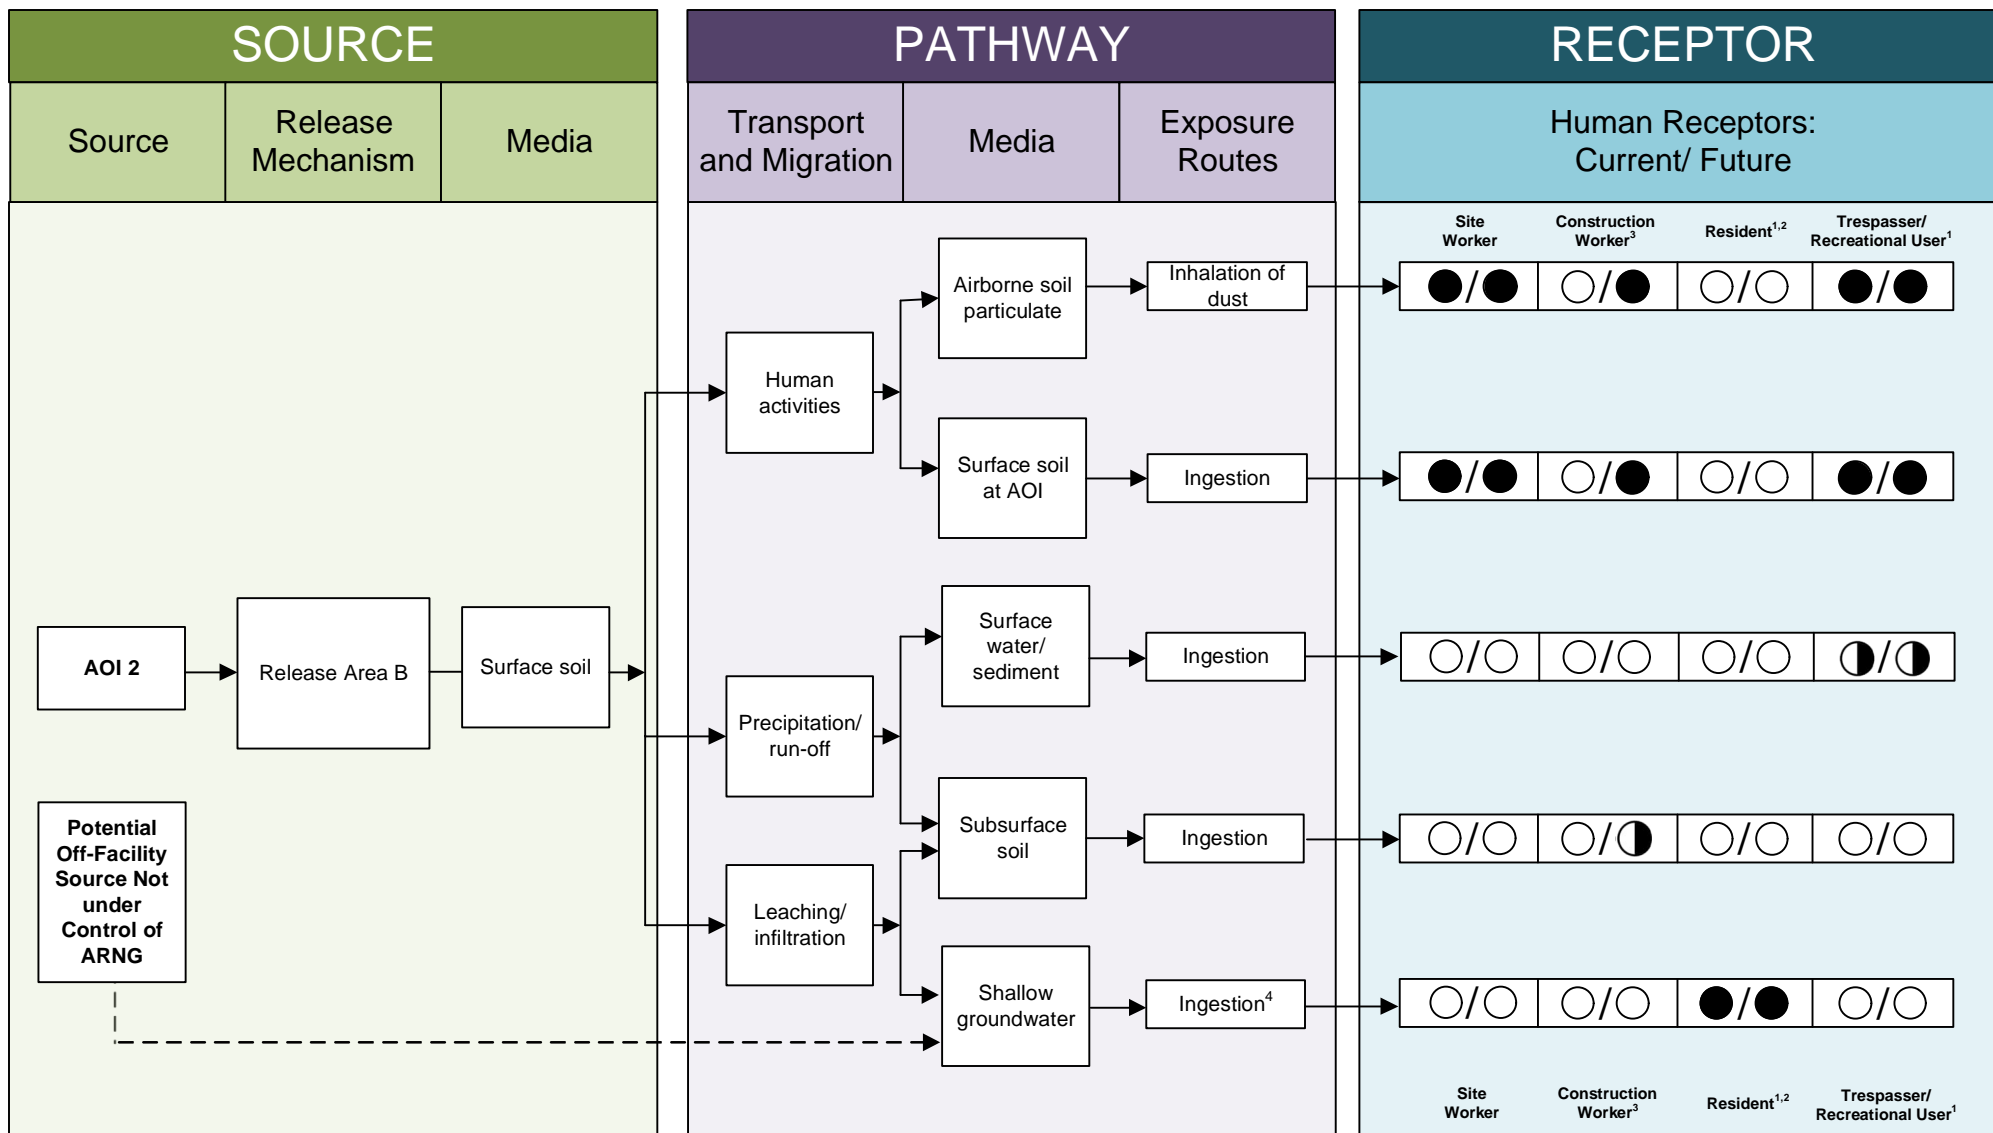 SOURCE
PATHWAY
RECEPTOR
Source
Release
Mechanism
Media
Transport
and Migration
Media
Exposure
Routes
Human Receptors:
Current/ Future
Site
Worker
Construction
Worker3
Resident1,2
Trespasser/
Recreational User1
Airborne soil
particulate
Inhalation of
dust
/
/
/
/
Human
activities
Surface soil
at AOI
Ingestion
/
/
/
/
AOI 2
Release Area B
Surface soil
Surface
water/
sediment
Ingestion
/
/
/
/
Precipitation/
run-off
Potential
Off-Facility
Source Not
under
Control of
ARNG
Subsurface
soil
Ingestion
/
/
/
/
Leaching/
infiltration
Shallow
groundwater
Ingestion4
/
/
/
/
Site
Worker
Construction
Worker3
Resident1,2
Trespasser/
Recreational User1